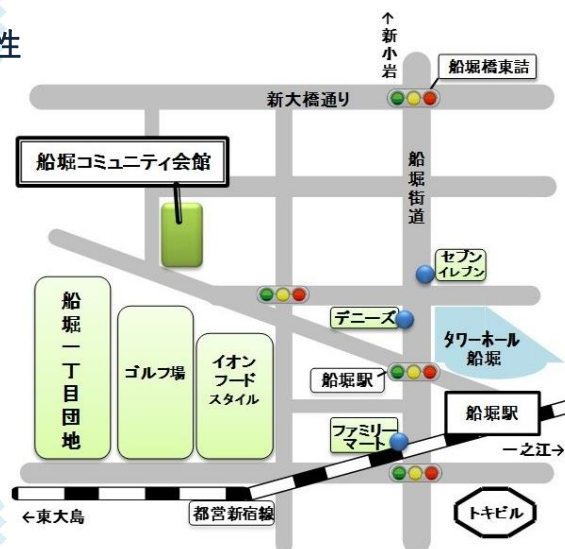 性
↑
新
小
岩
船堀橋東詰
新大橋通り
船堀コミュニティ会館
船
堀
街
道
セブン
イレブン
デニーズ
タワーホール
船堀
船
堀
一
丁
目
団
地
ゴルフ場
イオン
フード
スタイル
船堀駅
船堀駅
ファミリー
マート
一之江→
←東大島
都営新宿線
トキビル